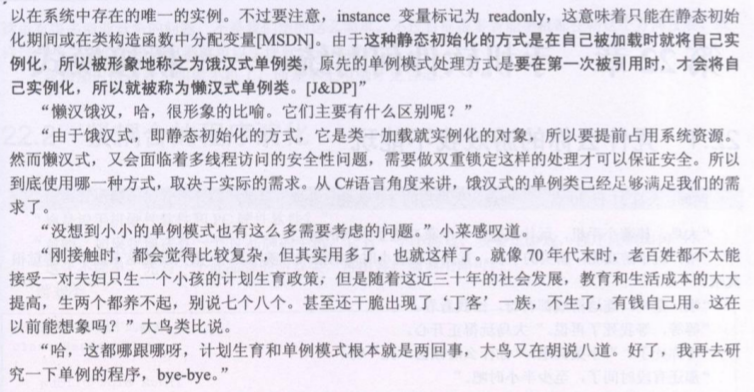 以在系统中存在的唯一的实例。不过要注意，instance 变量标记为 readonly，这意味着只能在静态初始
化期间或在类构造函数中分配变量[MSDN]。由于这种静态初始化的方式是在自己被加载时就将自己实
例化，所以被形象地称之为饿汉式单例类，原先的单例模式处理方式是要在第一次被引用时，才会将自
己实例化，所以就被称为懒汉式单例类。[J&DP]”
“懒汉饿汉，哈，很形象的比喻。它们主要有什么区别呢？”
“由于饿汉式，即静态初始化的方式，它是类一加载就实例化的对象，所以要提前占用系统资源。
然而懒汉式，又会面临着多线程访问的安全性问题，需要做双重锁定这样的处理才可以保证安全。所以
到底使用哪一种方式，取决于实际的需求。从 C#语言角度来讲，饿汉式的单例类已经足够满足我们的需
求了。
“没想到小小的单例模式也有这么多需要考虑的问题。”小菜感叹道。
“刚接触时，都会觉得比较复杂，但其实用多了，也就这样了。就像 70 年代末时，老百姓都不太能
接受一对夫妇只生一个小孩的计划生育政策，但是随着这近三十年的社会发展，教育和生活成本的大大
提高，生两个都养不起，别说七个八个。甚至还干脆出现了‘丁客’一族，不生了，有钱自己用。这在
以前能想象吗？”大鸟类比说。
“哈，这都哪跟哪呀，计划生育和单例模式根本就是两回事，大鸟又在胡说八道。好了，我再去研
究一下单例的程序，bye-bye。”